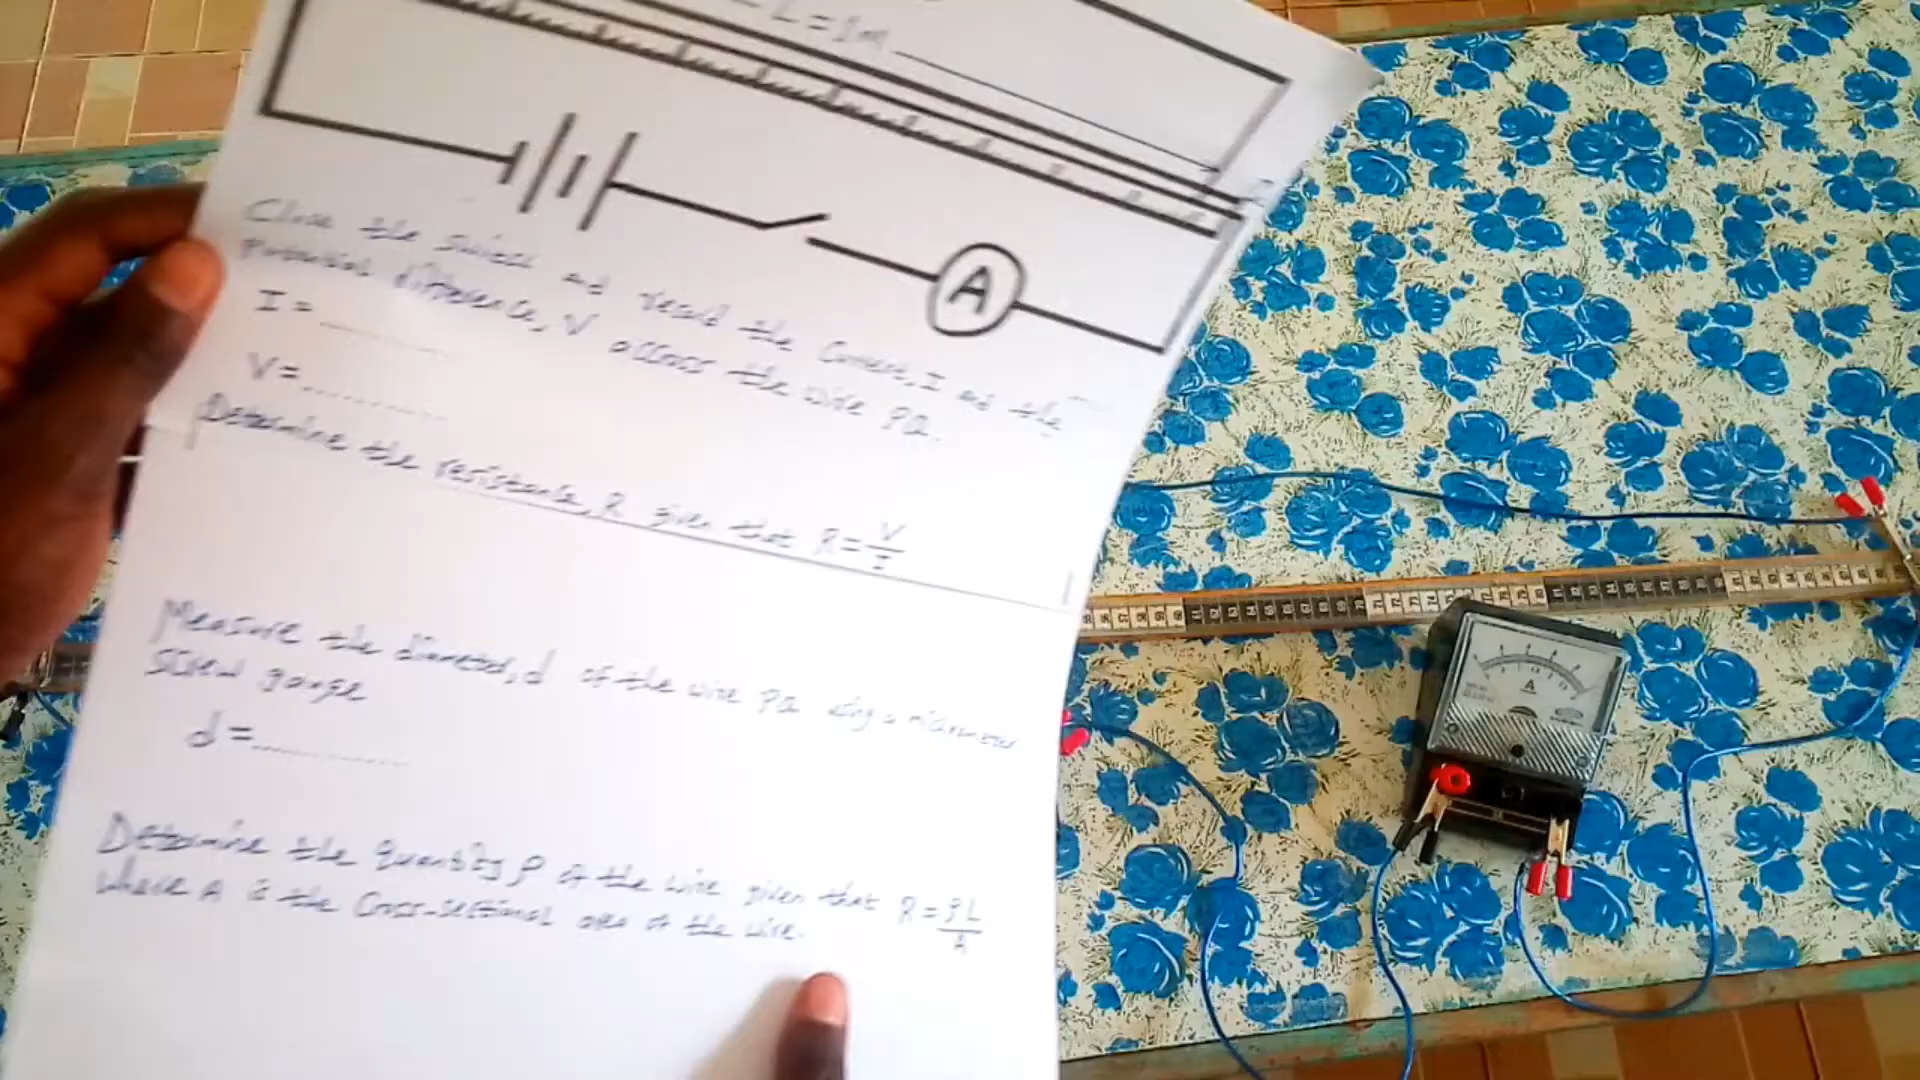 L=1M
A
Close the switch and record the Current, I and the
Potential difference, V accross the wire PQ.
I = ............
V = ............
Determine the resistance, R given that R = V/I
Measure the diameter, d of the wire PQ using a micrometer
screw gauge
d = ............
Determine the quantity ρ of the wire given that R = ρL/A
where A is the Cross-sectional area of the wire.
A